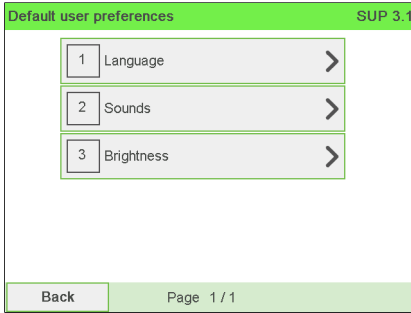 Default user preferences SUP 3.1
1 Language
2 Sounds
3 Brightness
Back Page 1 / 1